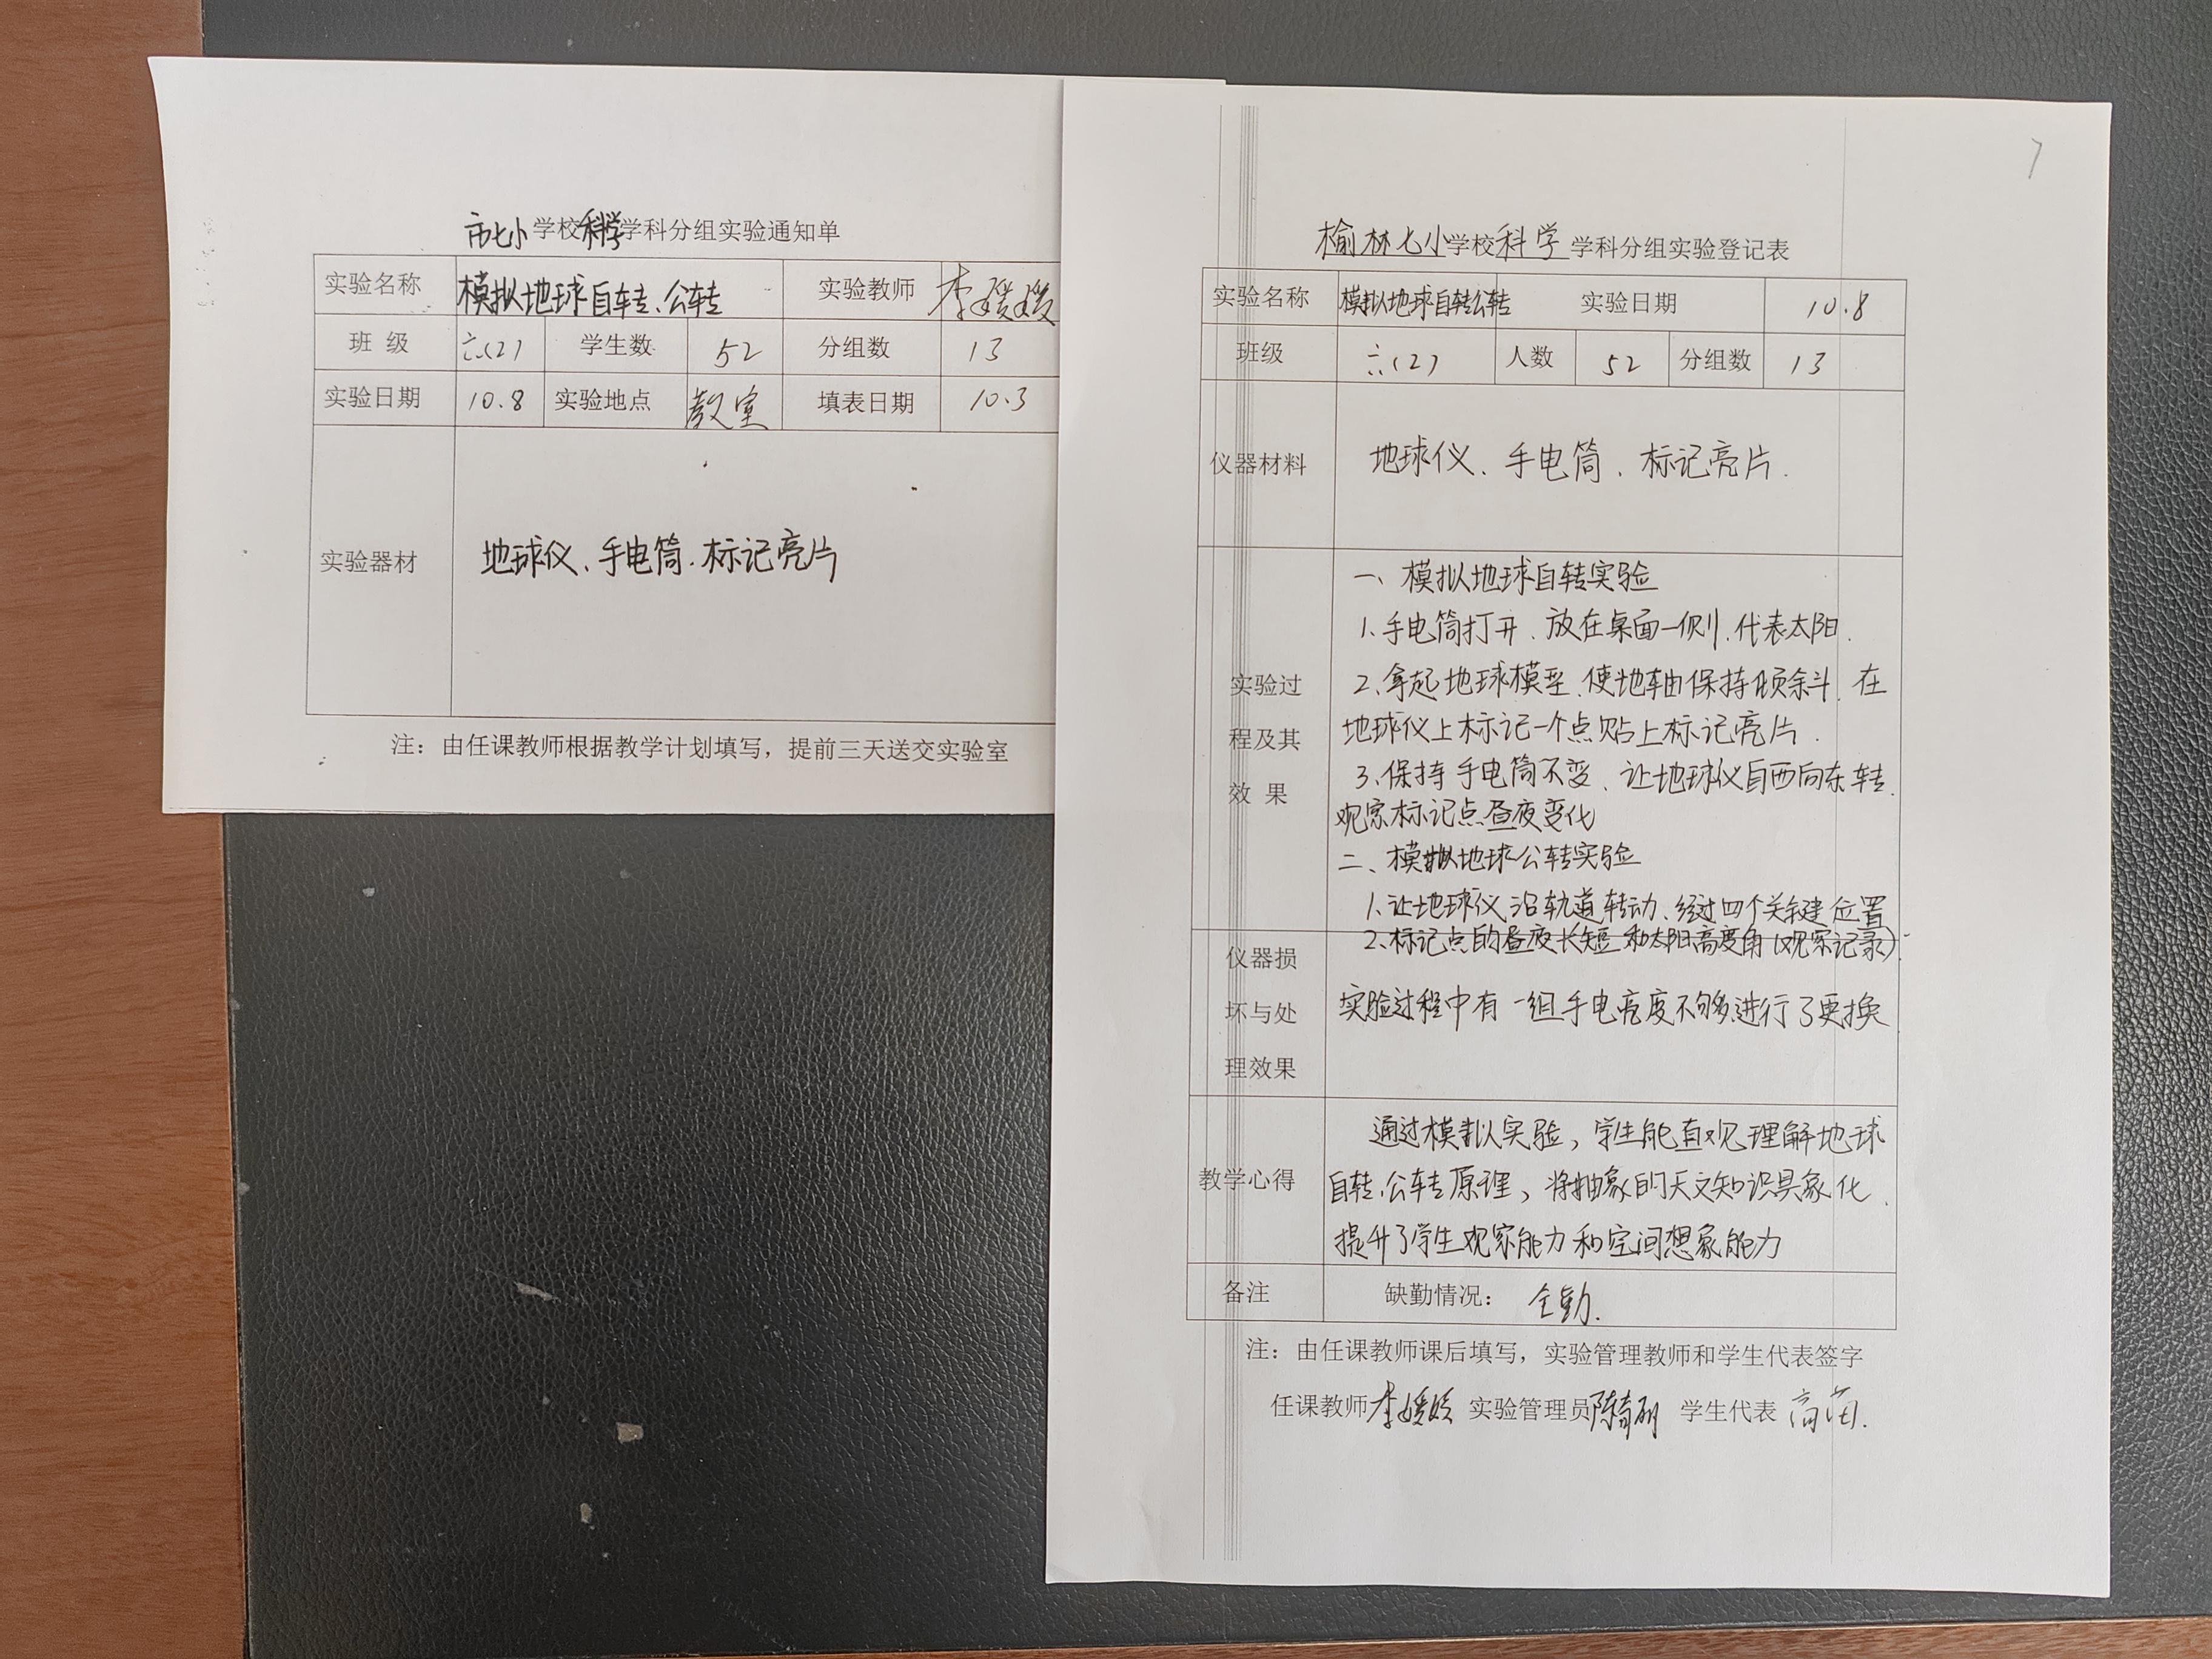 市七小学校科学学科分组实验通知单
实验名称 模拟地球自转、公转 实验教师 李媛媛
班 级 六(2) 学生数 52 分组数 13
实验日期 10.8 实验地点 教室 填表日期 10.3
实验器材 地球仪、手电筒.标记亮片
注：由任课教师根据教学计划填写，提前三天送交实验室
7
榆林七小学校科学学科分组实验登记表
实验名称 模拟地球自转公转 实验日期 10.8
班级 六(2) 人数 52 分组数 13
仪器材料 地球仪、手电筒.标记亮片.
实验过
程及其
效 果
一、模拟地球自转实验
1、手电筒打开、放在桌面一侧.代表太阳.
2、拿起地球模型、使地轴保持倾斜.在
地球仪上标记一个点贴上标记亮片.
3、保持手电筒不变、让地球仪自西向东转.
观察标记点昼夜变化
二、模拟地球公转实验
1、让地球仪沿轨道转动、经过四个关键位置
2、标记点的昼夜长短和太阳高度角(观察记录)
仪器损
坏与处
理效果
实验过程中有一组手电亮度不够进行了更换
教学心得
通过模拟实验，学生能直观理解地球
自转、公转原理、将抽象的天文知识具象化.
提升了学生观察能力和空间想象能力
备注 缺勤情况： 全勤.
注：由任课教师课后填写，实验管理教师和学生代表签字
任课教师李媛媛 实验管理员 学生代表 高